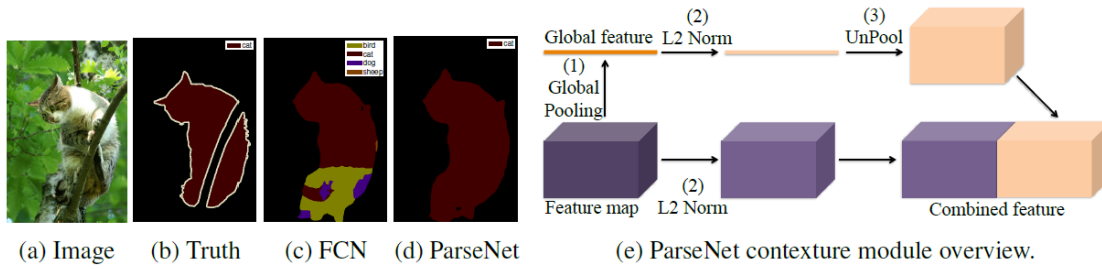 cat
bird
cat
dog
sheep
cat
Global feature
(1)
Global
Pooling
(2)
L2 Norm
(3)
UnPool
Feature map
(2)
L2 Norm
Combined feature
(a) Image
(b) Truth
(c) FCN
(d) ParseNet
(e) ParseNet contexture module overview.